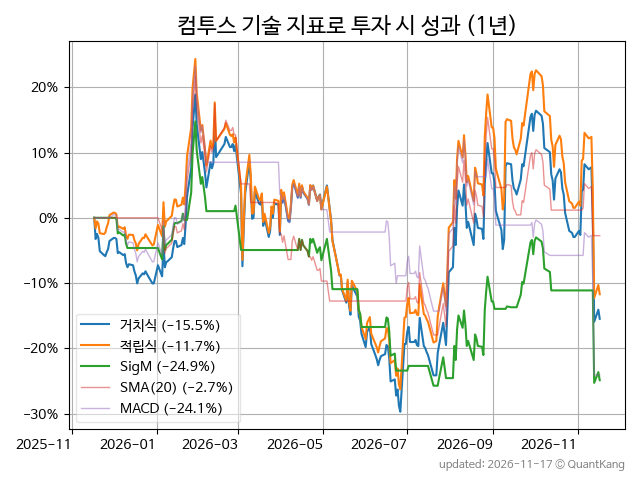 컴투스 기술 지표로 투자 시 성과 (1년)
20%
10%
0%
−10%
−20%
−30%
거치식 (−15.5%)
적립식 (−11.7%)
SigM (−24.9%)
SMA(20) (−2.7%)
MACD (−24.1%)
2025-11
2026-01
2026-03
2026-05
2026-07
2026-09
2026-11
updated: 2026-11-17 © QuantKang